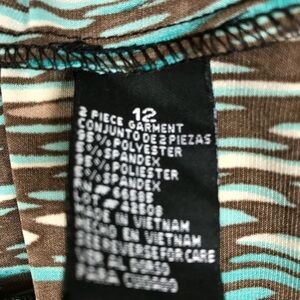 12
2 PIECE GARMENT
CONJUNTO DE 2 PIEZAS
95% POLYESTER
5% SPANDEX
95% POLIESTER
5% SPANDEX
MADE IN VIETNAM
HECHO EN VIETNAM
SEE REVERSE FOR CARE
VER AL DORSO
PARA CUIDADO